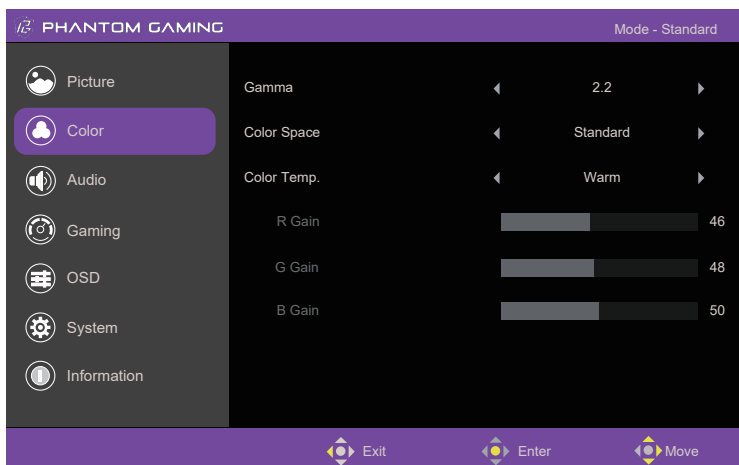 PHANTOM GAMING
Mode - Standard
Picture
Color
Audio
Gaming
OSD
System
Information
Gamma 2.2
Color Space Standard
Color Temp. Warm
R Gain 46
G Gain 48
B Gain 50
Exit Enter Move